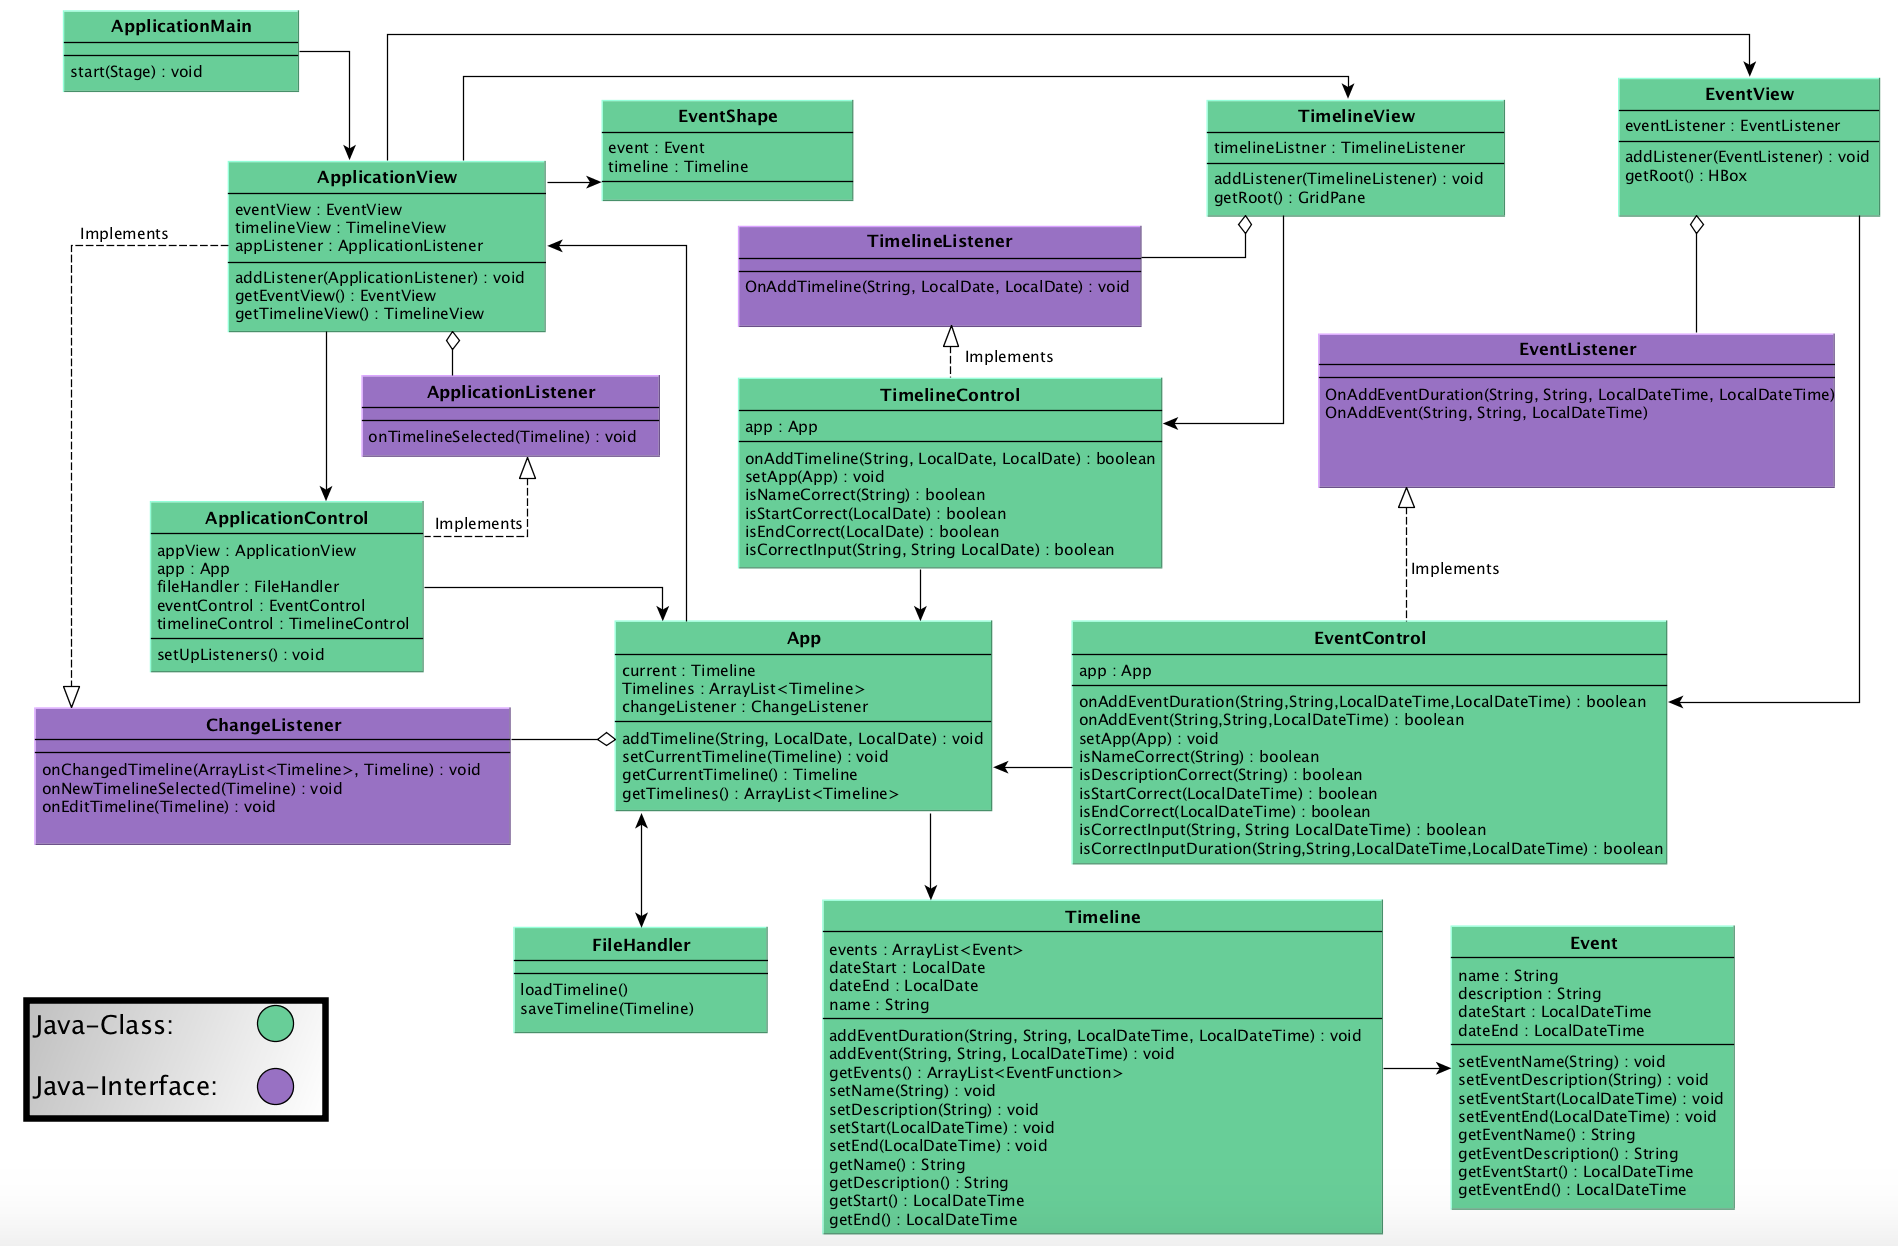 ApplicationMain
start(Stage) : void
EventShape
event : Event
timeline : Timeline
TimelineView
timelineListner : TimelineListener
addListener(TimelineListener) : void
getRoot() : GridPane
EventView
eventListener : EventListener
addListener(EventListener) : void
getRoot() : HBox
ApplicationView
eventView : EventView
timelineView : TimelineView
appListener : ApplicationListener
addListener(ApplicationListener) : void
getEventView() : EventView
getTimelineView() : TimelineView
Implements
TimelineListener
OnAddTimeline(String, LocalDate, LocalDate) : void
Implements
EventListener
OnAddEventDuration(String, String, LocalDateTime, LocalDateTime)
OnAddEvent(String, String, LocalDateTime)
ApplicationListener
onTimelineSelected(Timeline) : void
TimelineControl
app : App
onAddTimeline(String, LocalDate, LocalDate) : boolean
setApp(App) : void
isNameCorrect(String) : boolean
isStartCorrect(LocalDate) : boolean
isEndCorrect(LocalDate) : boolean
isCorrectInput(String, String LocalDate) : boolean
ApplicationControl
appView : ApplicationView
app : App
fileHandler : FileHandler
eventControl : EventControl
timelineControl : TimelineControl
setUpListeners() : void
Implements
Implements
App
current : Timeline
Timelines : ArrayList<Timeline>
changeListener : ChangeListener
addTimeline(String, LocalDate, LocalDate) : void
setCurrentTimeline(Timeline) : void
getCurrentTimeline() : Timeline
getTimelines() : ArrayList<Timeline>
EventControl
app : App
onAddEventDuration(String,String,LocalDateTime,LocalDateTime) : boolean
onAddEvent(String,String,LocalDateTime) : boolean
setApp(App) : void
isNameCorrect(String) : boolean
isDescriptionCorrect(String) : boolean
isStartCorrect(LocalDateTime) : boolean
isEndCorrect(LocalDateTime) : boolean
isCorrectInput(String, String LocalDateTime) : boolean
isCorrectInputDuration(String,String,LocalDateTime,LocalDateTime) : boolean
ChangeListener
onChangedTimeline(ArrayList<Timeline>, Timeline) : void
onNewTimelineSelected(Timeline) : void
onEditTimeline(Timeline) : void
FileHandler
loadTimeline()
saveTimeline(Timeline)
Timeline
events : ArrayList<Event>
dateStart : LocalDate
dateEnd : LocalDate
name : String
addEventDuration(String, String, LocalDateTime, LocalDateTime) : void
addEvent(String, String, LocalDateTime) : void
getEvents() : ArrayList<EventFunction>
setName(String) : void
setDescription(String) : void
setStart(LocalDateTime) : void
setEnd(LocalDateTime) : void
getName() : String
getDescription() : String
getStart() : LocalDateTime
getEnd() : LocalDateTime
Event
name : String
description : String
dateStart : LocalDateTime
dateEnd : LocalDateTime
setEventName(String) : void
setEventDescription(String) : void
setEventStart(LocalDateTime) : void
setEventEnd(LocalDateTime) : void
getEventName() : String
getEventDescription() : String
getEventStart() : LocalDateTime
getEventEnd() : LocalDateTime
Java-Class:
Java-Interface: